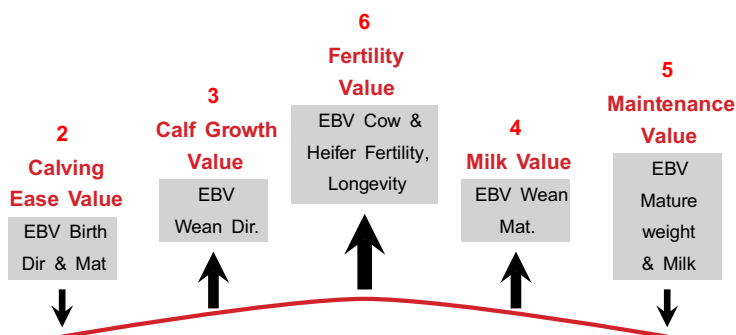 2
Calving
Ease Value
EBV Birth
Dir & Mat
3
Calf Growth
Value
EBV
Wean Dir.
6
Fertility
Value
EBV Cow &
Heifer Fertility,
Longevity
4
Milk Value
EBV Wean
Mat.
5
Maintenance
Value
EBV
Mature
weight
& Milk